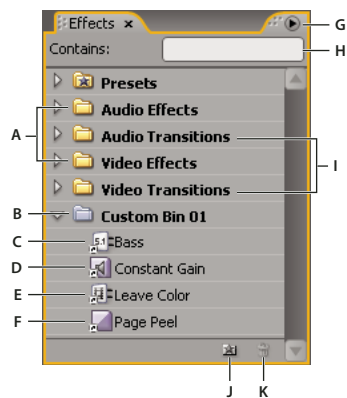 Effects x
G
Contains:
H
Presets
A
Audio Effects
Audio Transitions
I
Video Effects
Video Transitions
B
Custom Bin 01
C
5.1 Bass
D
Constant Gain
E
Leave Color
F
Page Peel
J
K